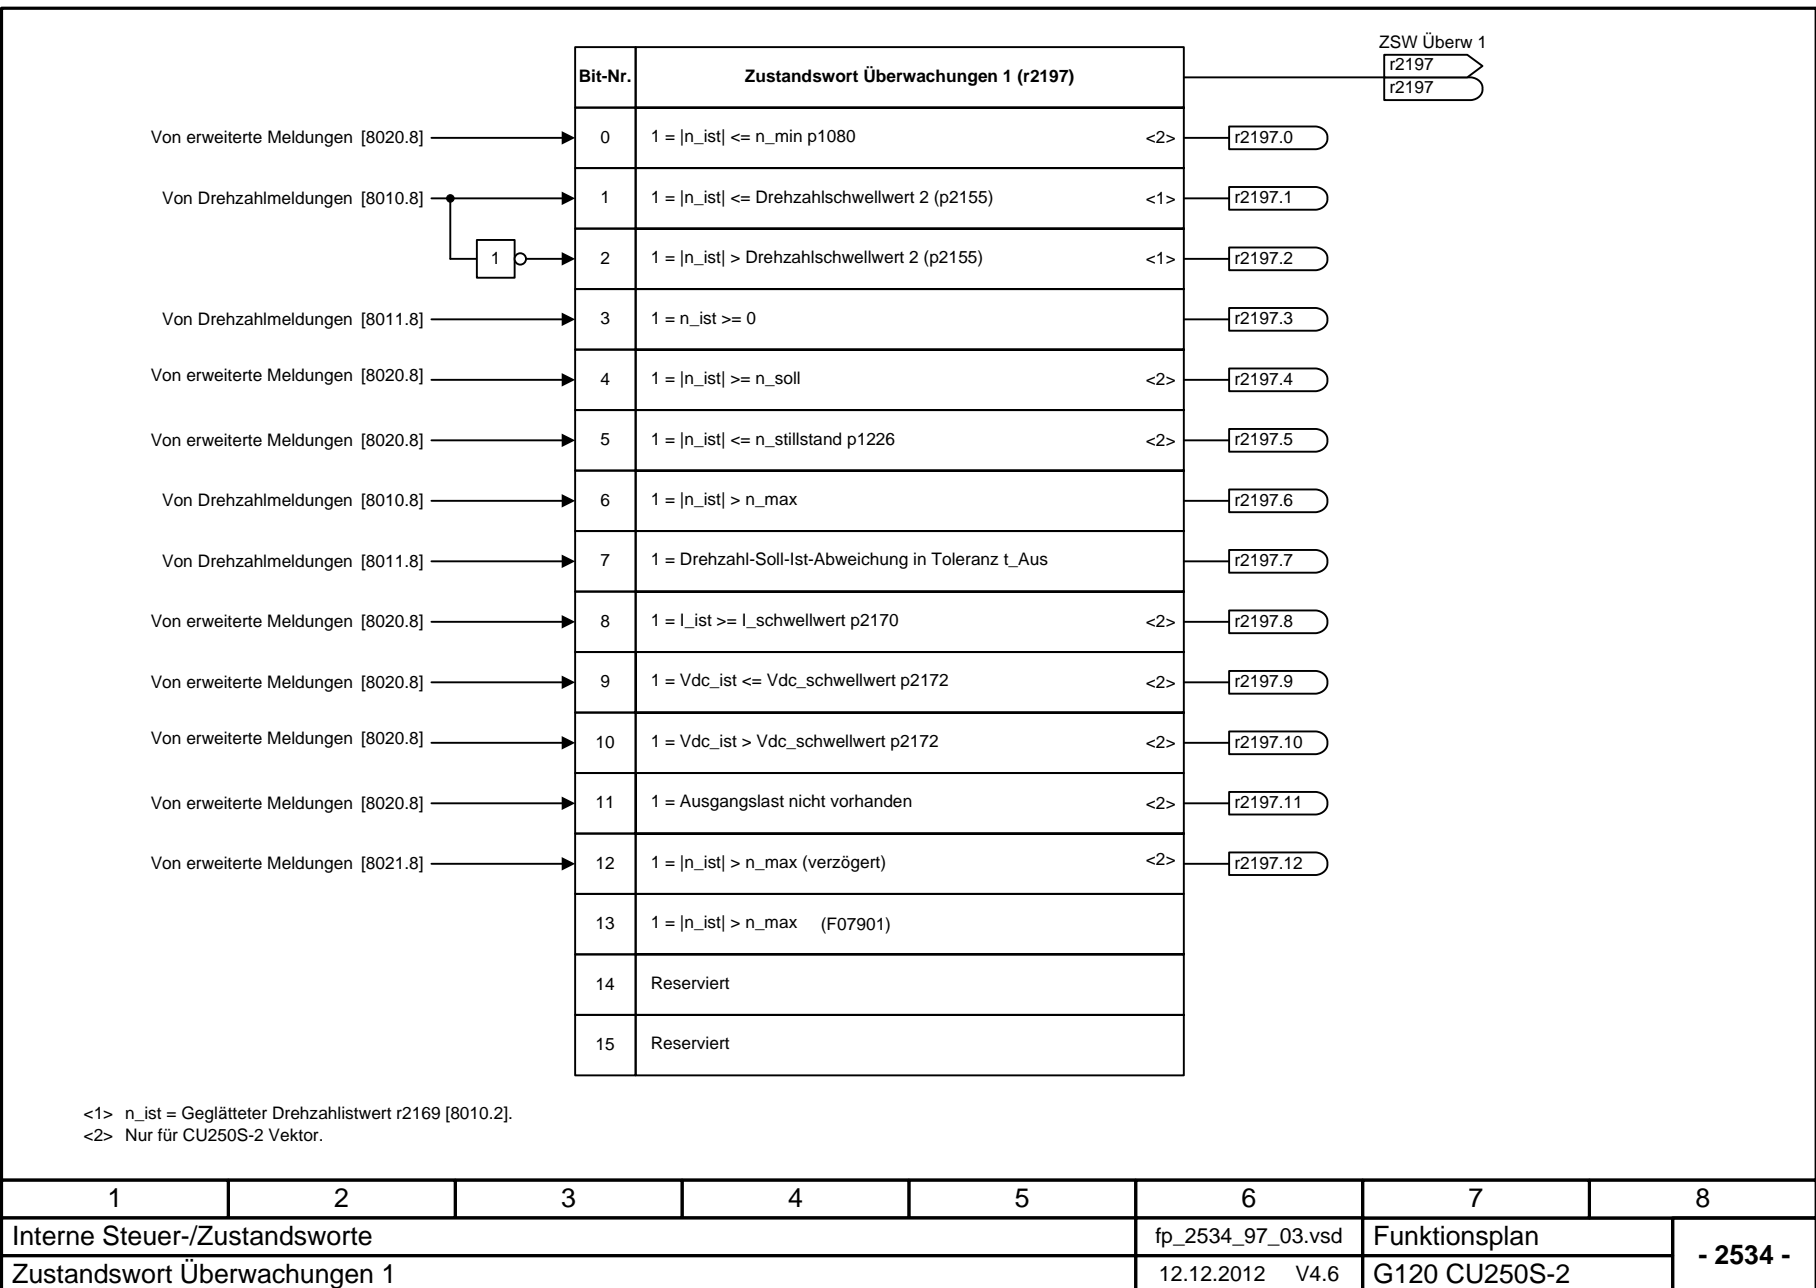 ZSW Überw 1
Bit-Nr. Zustandswort Überwachungen 1 (r2197) r2197
r2197
Von erweiterte Meldungen [8020.8] 0 1 = |n_ist| <= n_min p1080 <2> r2197.0
Von Drehzahlmeldungen [8010.8] 1 1 = |n_ist| <= Drehzahlschwellwert 2 (p2155) <1> r2197.1
1 2 1 = |n_ist| > Drehzahlschwellwert 2 (p2155) <1> r2197.2
Von Drehzahlmeldungen [8011.8] 3 1 = n_ist >= 0 r2197.3
Von erweiterte Meldungen [8020.8] 4 1 = |n_ist| >= n_soll <2> r2197.4
Von erweiterte Meldungen [8020.8] 5 1 = |n_ist| <= n_stillstand p1226 <2> r2197.5
Von Drehzahlmeldungen [8010.8] 6 1 = |n_ist| > n_max r2197.6
Von Drehzahlmeldungen [8011.8] 7 1 = Drehzahl-Soll-Ist-Abweichung in Toleranz t_Aus r2197.7
Von erweiterte Meldungen [8020.8] 8 1 = I_ist >= I_schwellwert p2170 <2> r2197.8
Von erweiterte Meldungen [8020.8] 9 1 = Vdc_ist <= Vdc_schwellwert p2172 <2> r2197.9
Von erweiterte Meldungen [8020.8] 10 1 = Vdc_ist > Vdc_schwellwert p2172 <2> r2197.10
Von erweiterte Meldungen [8020.8] 11 1 = Ausgangslast nicht vorhanden <2> r2197.11
Von erweiterte Meldungen [8021.8] 12 1 = |n_ist| > n_max (verzögert) <2> r2197.12
13 1 = |n_ist| > n_max (F07901)
14 Reserviert
15 Reserviert
<1> n_ist = Geglätteter Drehzahlistwert r2169 [8010.2].
<2> Nur für CU250S-2 Vektor.
1 2 3 4 5 6 7 8
Interne Steuer-/Zustandsworte fp_2534_97_03.vsd Funktionsplan
- 2534 -
Zustandswort Überwachungen 1 12.12.2012 V4.6 G120 CU250S-2